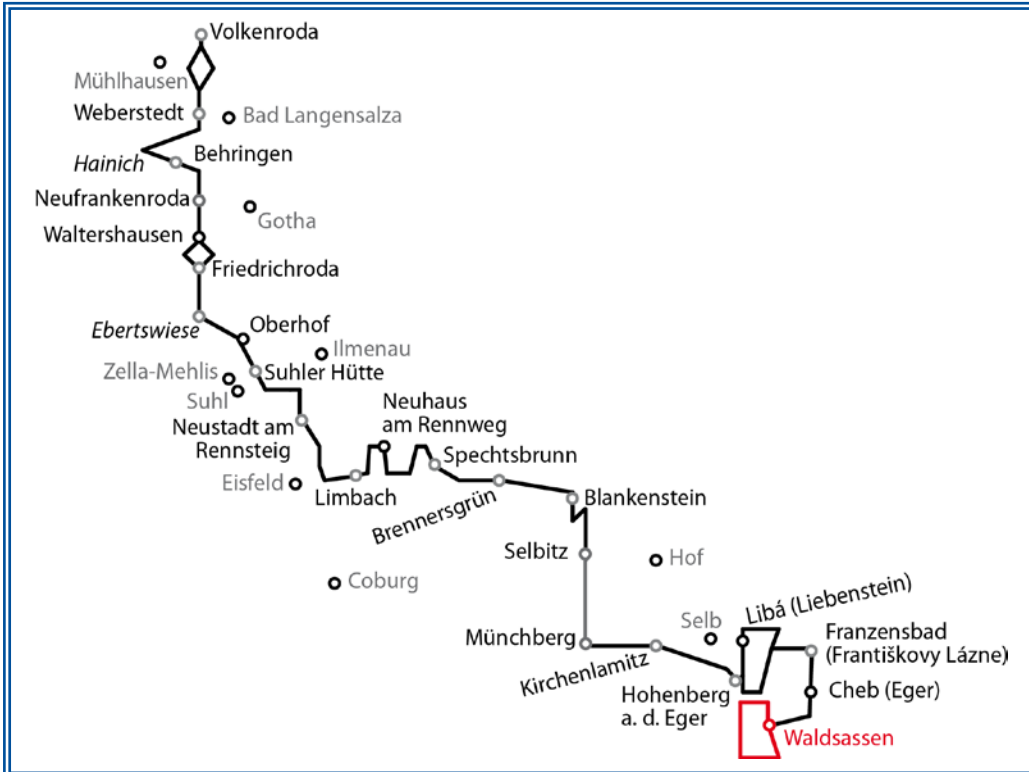 Volkenroda
Mühlhausen
Weberstedt
Bad Langensalza
Hainich
Behringen
Neufrankenroda
Gotha
Waltershausen
Friedrichroda
Ebertswiese
Oberhof
Ilmenau
Zella-Mehlis
Suhler Hütte
Suhl
Neuhaus
am Rennweg
Neustadt am
Rennsteig
Spechtsbrunn
Eisfeld
Limbach
Brennersgrün
Blankenstein
Selbitz
Hof
Coburg
Libá (Liebenstein)
Selb
Münchberg
Kirchenlamitz
Franzensbad
(Františkovy Lázne)
Hohenberg
a. d. Eger
Cheb (Eger)
Waldsassen